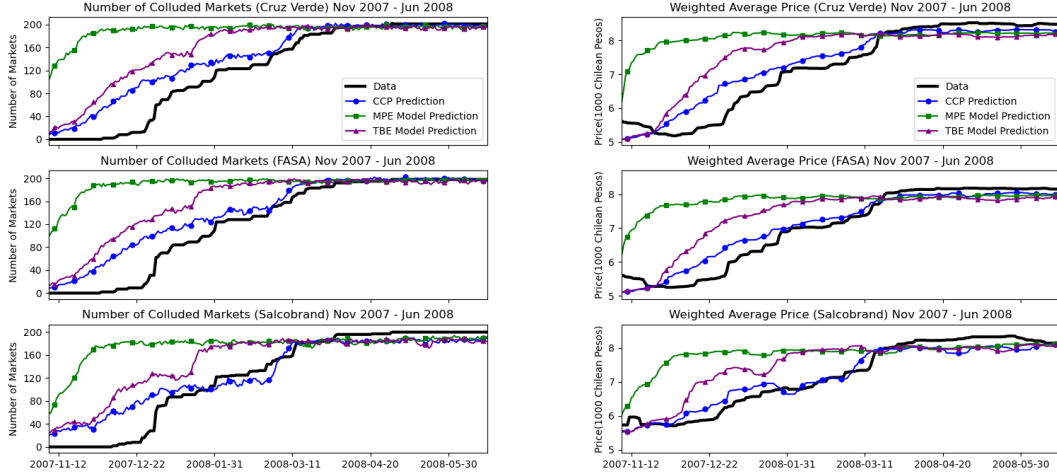 Number of Colluded Markets (Cruz Verde) Nov 2007 - Jun 2008
Number of Markets
200
160
120
80
40
0
Data
CCP Prediction
MPE Model Prediction
TBE Model Prediction
Weighted Average Price (Cruz Verde) Nov 2007 - Jun 2008
Price(1000 Chilean Pesos)
8
7
6
5
Data
CCP Prediction
MPE Model Prediction
TBE Model Prediction
Number of Colluded Markets (FASA) Nov 2007 - Jun 2008
Number of Markets
200
160
120
80
40
0
Weighted Average Price (FASA) Nov 2007 - Jun 2008
Price(1000 Chilean Pesos)
8
7
6
5
Number of Colluded Markets (Salcobrand) Nov 2007 - Jun 2008
Number of Markets
200
160
120
80
40
0
2007-11-12 2007-12-22 2008-01-31 2008-03-11 2008-04-20 2008-05-30
Weighted Average Price (Salcobrand) Nov 2007 - Jun 2008
Price(1000 Chilean Pesos)
8
7
6
5
2007-11-12 2007-12-22 2008-01-31 2008-03-11 2008-04-20 2008-05-30